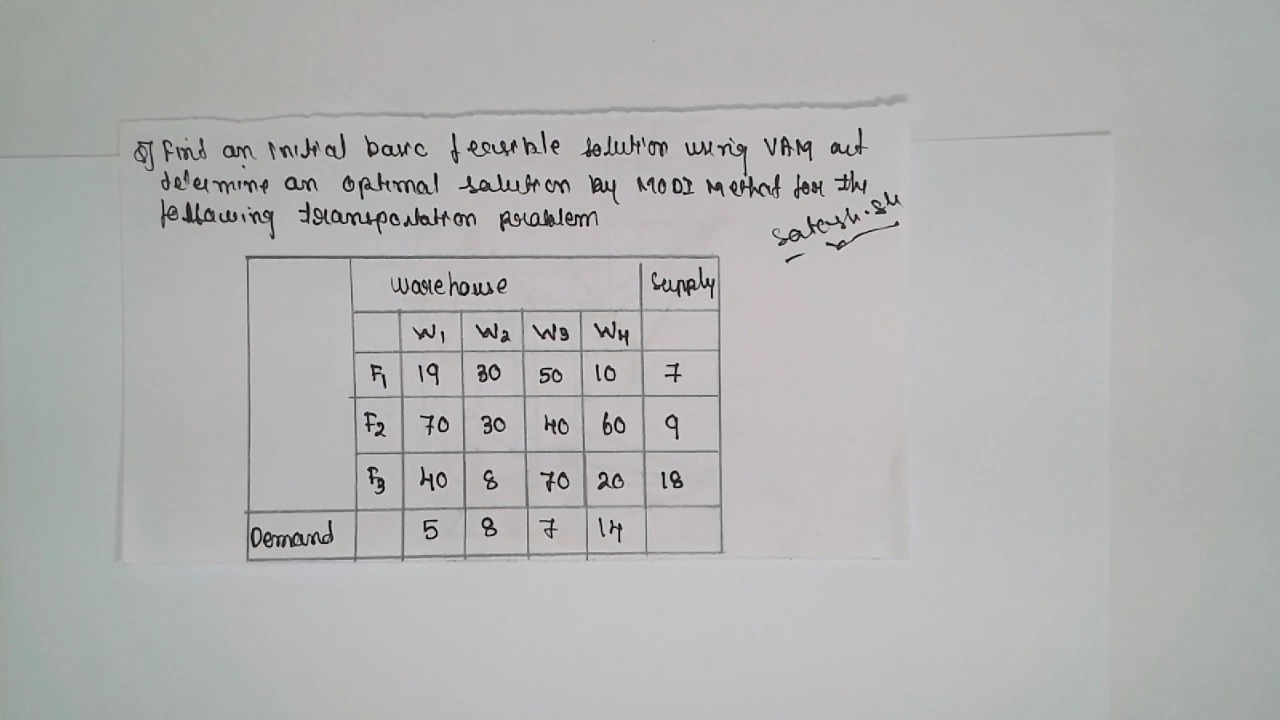 Q] Find an initial basic feasible solution using VAM and
determine an optimal solution by MODI Method for the
following transportation problem
Satesh.SH
Warehouse Supply
W1 W2 W3 W4
F1 19 30 50 10 7
F2 70 30 40 60 9
F3 40 8 70 20 18
Demand 5 8 7 14